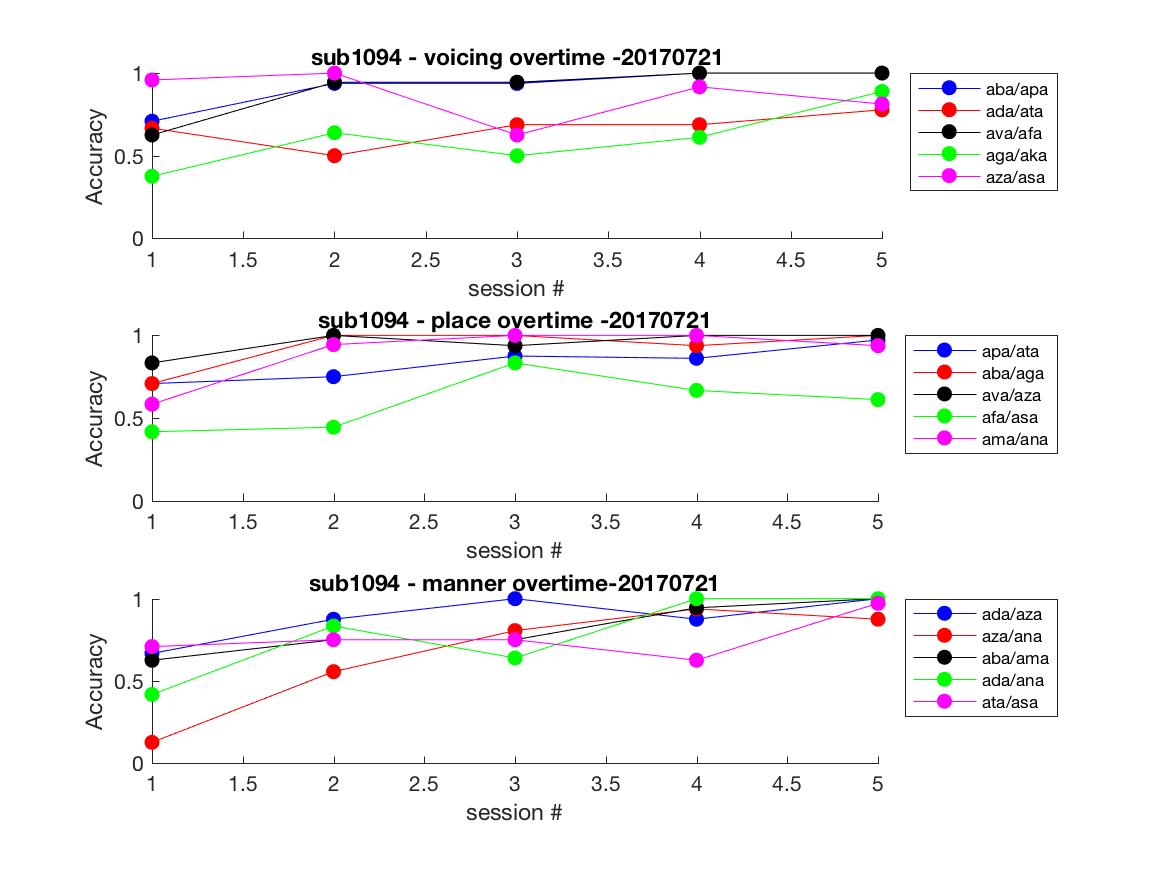 sub1094 - voicing overtime -20170721
1
0.5
0
Accuracy
1 1.5 2 2.5 3 3.5 4 4.5 5
session #
aba/apa
ada/ata
ava/afa
aga/aka
aza/asa
sub1094 - place overtime -20170721
1
0.5
0
Accuracy
1 1.5 2 2.5 3 3.5 4 4.5 5
session #
apa/ata
aba/aga
ava/aza
afa/asa
ama/ana
sub1094 - manner overtime-20170721
1
0.5
0
Accuracy
1 1.5 2 2.5 3 3.5 4 4.5 5
session #
ada/aza
aza/ana
aba/ama
ada/ana
ata/asa